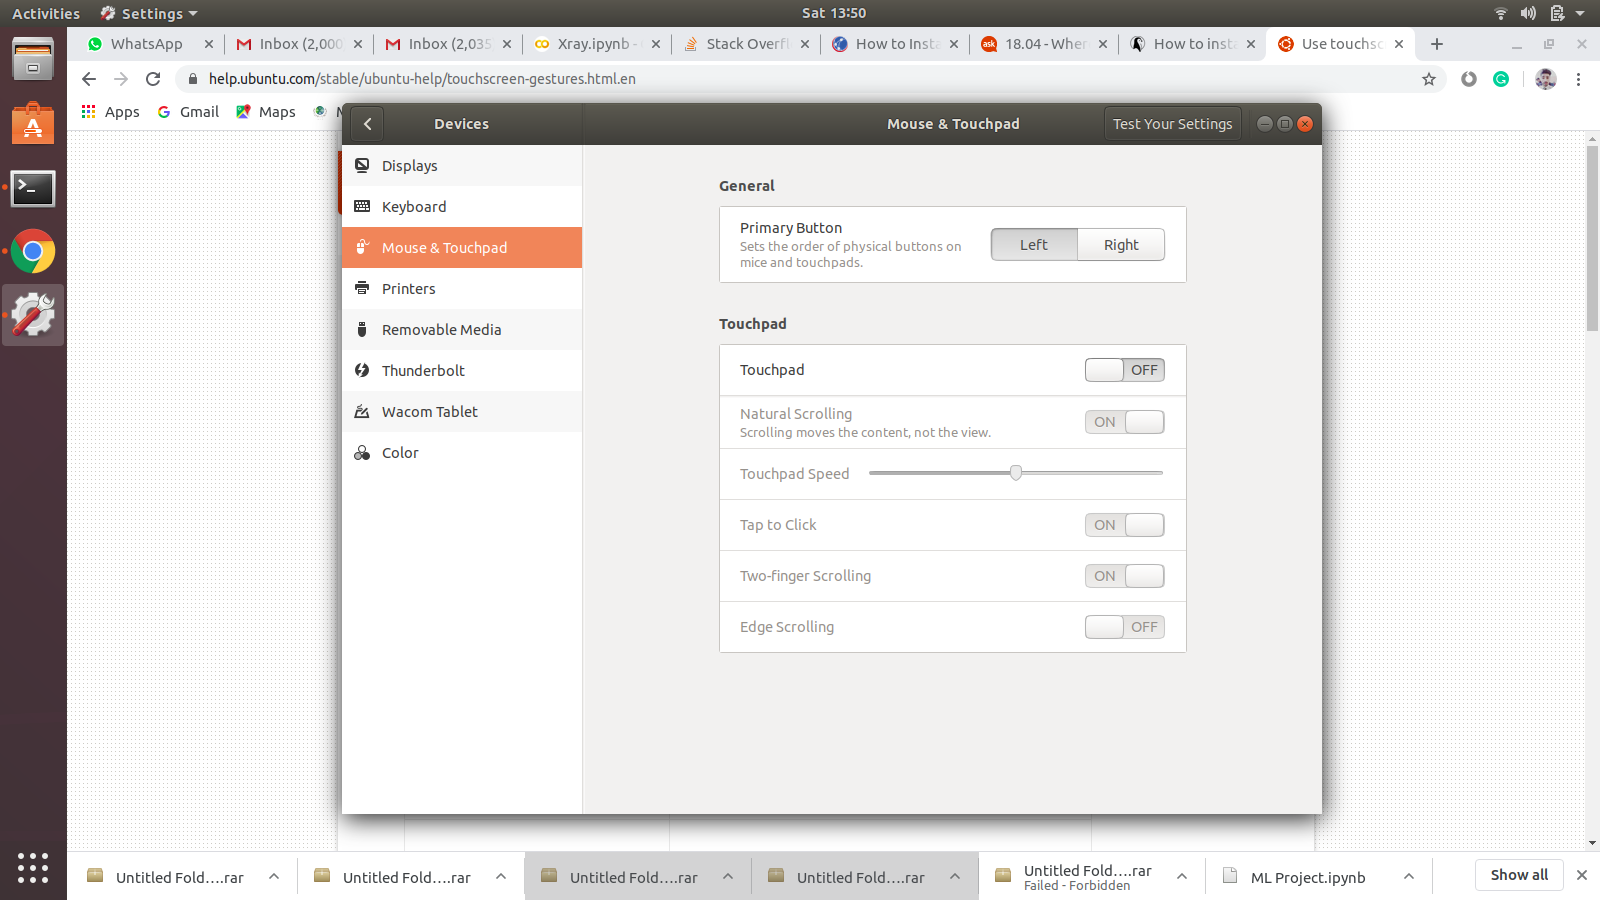 Activities
Settings
Sat 13:50
WhatsApp
Inbox (2,000
Inbox (2,035
Xray.ipynb -
Stack Overfl
How to Insta
ask
18.04 - Wher
How to insta
Use touchsc
help.ubuntu.com/stable/ubuntu-help/touchscreen-gestures.html.en
Apps
Gmail
Maps
Devices
Mouse & Touchpad
Test Your Settings
Displays
Keyboard
Mouse & Touchpad
Printers
Removable Media
Thunderbolt
Wacom Tablet
Color
General
Primary Button
Sets the order of physical buttons on
mice and touchpads.
Left
Right
Touchpad
Touchpad
OFF
Natural Scrolling
Scrolling moves the content, not the view.
ON
Touchpad Speed
Tap to Click
ON
Two-finger Scrolling
ON
Edge Scrolling
OFF
Untitled Fold….rar
Untitled Fold….rar
Untitled Fold….rar
Untitled Fold….rar
Untitled Fold….rar
Failed - Forbidden
ML Project.ipynb
Show all